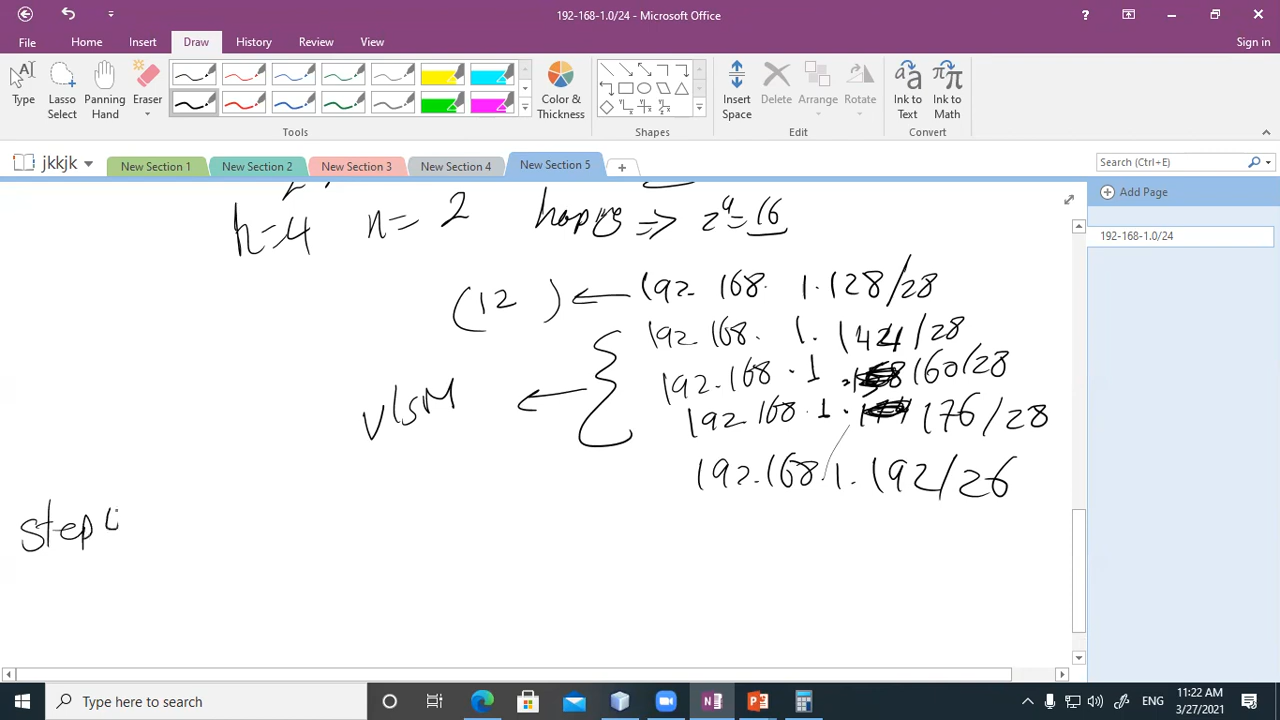 192-168-1.0/24 - Microsoft Office
File Home Insert Draw History Review View Sign in
Type Lasso Select Panning Hand Eraser Color & Thickness Insert Space Delete Arrange Rotate Ink to Text Ink to Math
Tools Shapes Edit Convert
jkkjk New Section 1 New Section 2 New Section 3 New Section 4 New Section 5 Search (Ctrl+E)
Add Page
192-168-1.0/24
h=4 n=2 hops => 2^4=16
(12 ) ← 192.168.1.128/28
192.168.1.144/28
192.168.1.160/28
vlsM ←
192.168.1.176/28
192.168.1.192/26
step
Type here to search
ENG 11:22 AM
3/27/2021